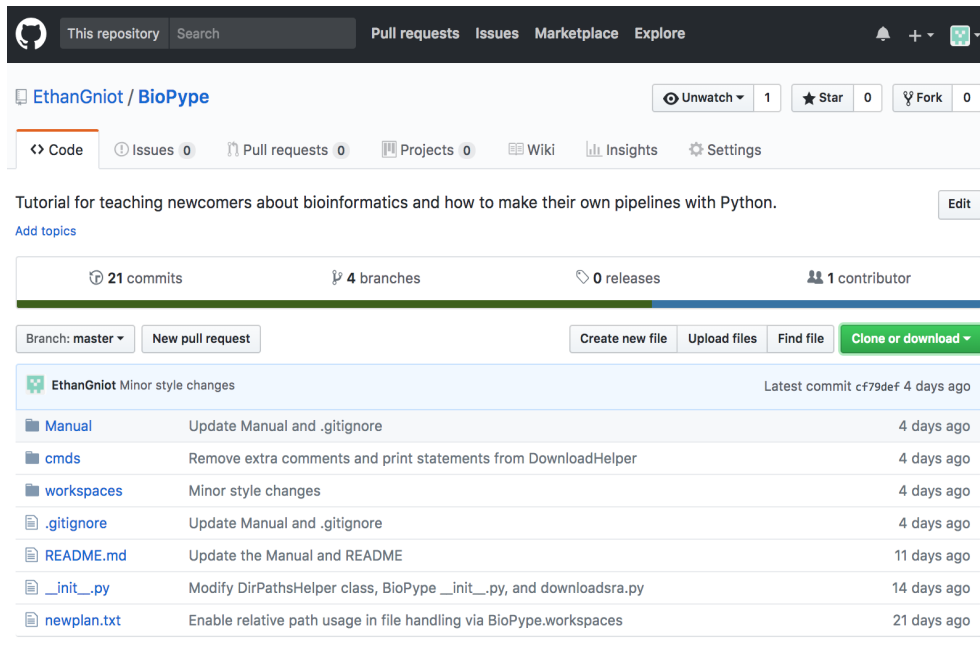 This repository Search Pull requests Issues Marketplace Explore
EthanGniot / BioPype Unwatch 1 Star 0 Fork 0
Code Issues 0 Pull requests 0 Projects 0 Wiki Insights Settings
Tutorial for teaching newcomers about bioinformatics and how to make their own pipelines with Python. Edit
Add topics
21 commits 4 branches 0 releases 1 contributor
Branch: master New pull request Create new file Upload files Find file Clone or download
EthanGniot Minor style changes Latest commit cf79def 4 days ago
Manual Update Manual and .gitignore 4 days ago
cmds Remove extra comments and print statements from DownloadHelper 4 days ago
workspaces Minor style changes 4 days ago
.gitignore Update Manual and .gitignore 4 days ago
README.md Update the Manual and README 11 days ago
__init__.py Modify DirPathsHelper class, BioPype __init__.py, and downloadsra.py 14 days ago
newplan.txt Enable relative path usage in file handling via BioPype.workspaces 21 days ago